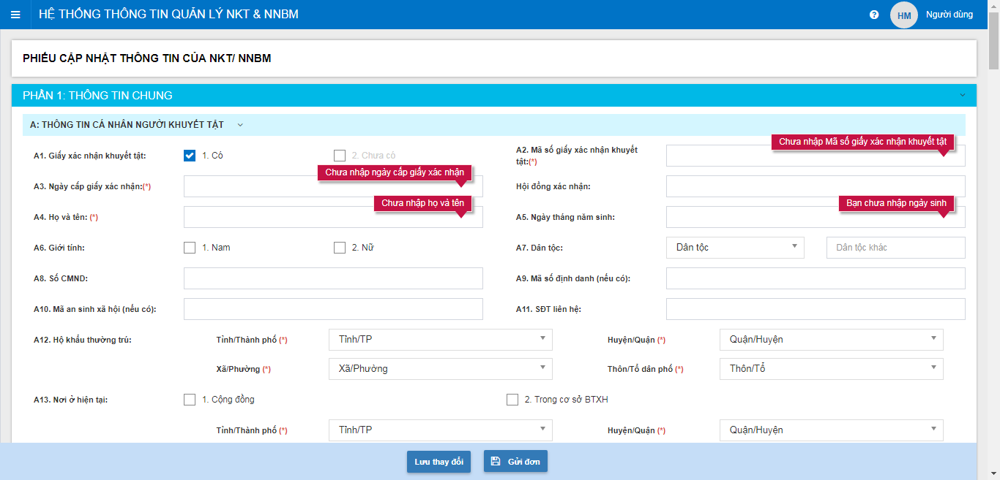 HỆ THỐNG THÔNG TIN QUẢN LÝ NKT & NNBM
?
HM
Người dùng
PHIẾU CẬP NHẬT THÔNG TIN CỦA NKT/ NNBM
PHẦN 1: THÔNG TIN CHUNG
A: THÔNG TIN CÁ NHÂN NGƯỜI KHUYẾT TẬT
A1. Giấy xác nhận khuyết tật:
1. Có
2. Chưa có
A2. Mã số giấy xác nhận khuyết
tật:(*)
Chưa nhập Mã số giấy xác nhận khuyết tật
A3. Ngày cấp giấy xác nhận:(*)
Chưa nhập ngày cấp giấy xác nhận
Hội đồng xác nhận:
A4. Họ và tên: (*)
Chưa nhập họ và tên
A5. Ngày tháng năm sinh:
Bạn chưa nhập ngày sinh
A6. Giới tính:
1. Nam
2. Nữ
A7. Dân tộc:
Dân tộc
Dân tộc khác
A8. Số CMND:
A9. Mã số định danh (nếu có):
A10. Mã an sinh xã hội (nếu có):
A11. SĐT liên hệ:
A12. Hộ khẩu thường trú:
Tỉnh/Thành phố (*)
Tỉnh/TP
Huyện/Quận (*)
Quận/Huyện
Xã/Phường (*)
Xã/Phường
Thôn/Tổ dân phố (*)
Thôn/Tổ
A13. Nơi ở hiện tại:
1. Cộng đồng
2. Trong cơ sở BTXH
Tỉnh/Thành phố (*)
Tỉnh/TP
Huyện/Quận (*)
Quận/Huyện
Lưu thay đổi
Gửi đơn